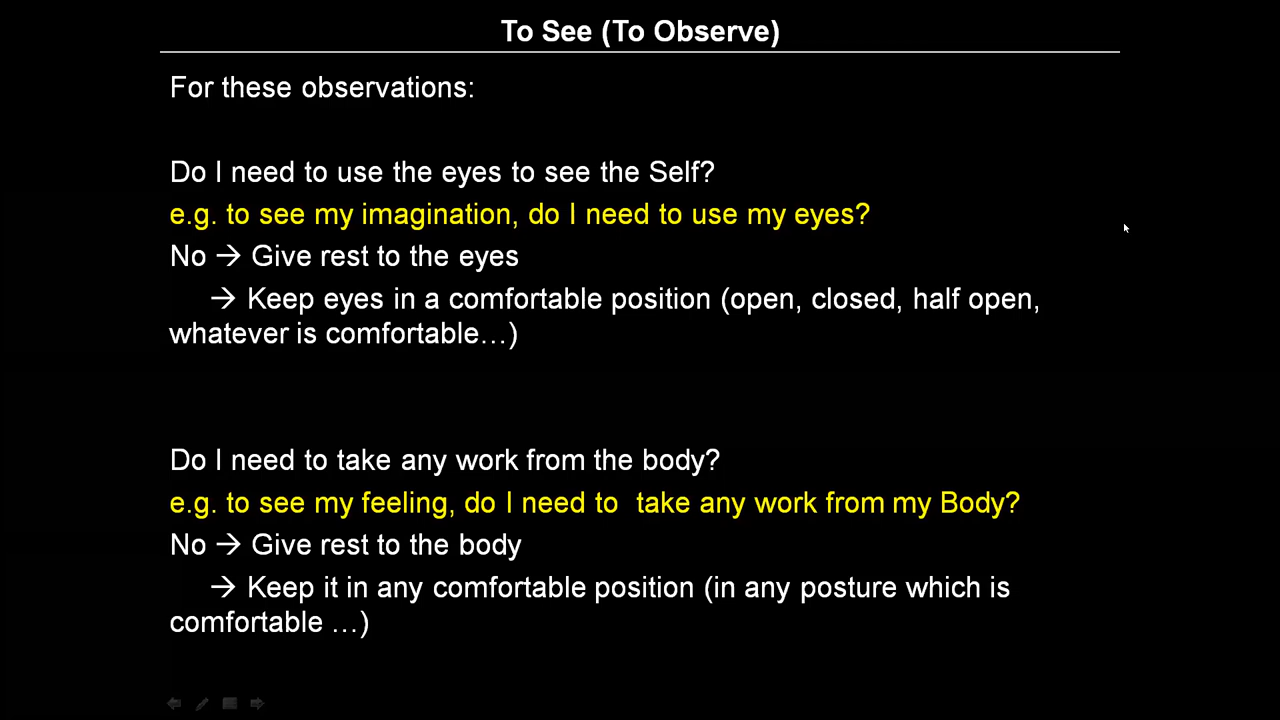 To See (To Observe)
For these observations:
Do I need to use the eyes to see the Self?
e.g. to see my imagination, do I need to use my eyes?
No → Give rest to the eyes
→ Keep eyes in a comfortable position (open, closed, half open,
whatever is comfortable…)
Do I need to take any work from the body?
e.g. to see my feeling, do I need to  take any work from my Body?
No → Give rest to the body
→ Keep it in any comfortable position (in any posture which is
comfortable …)